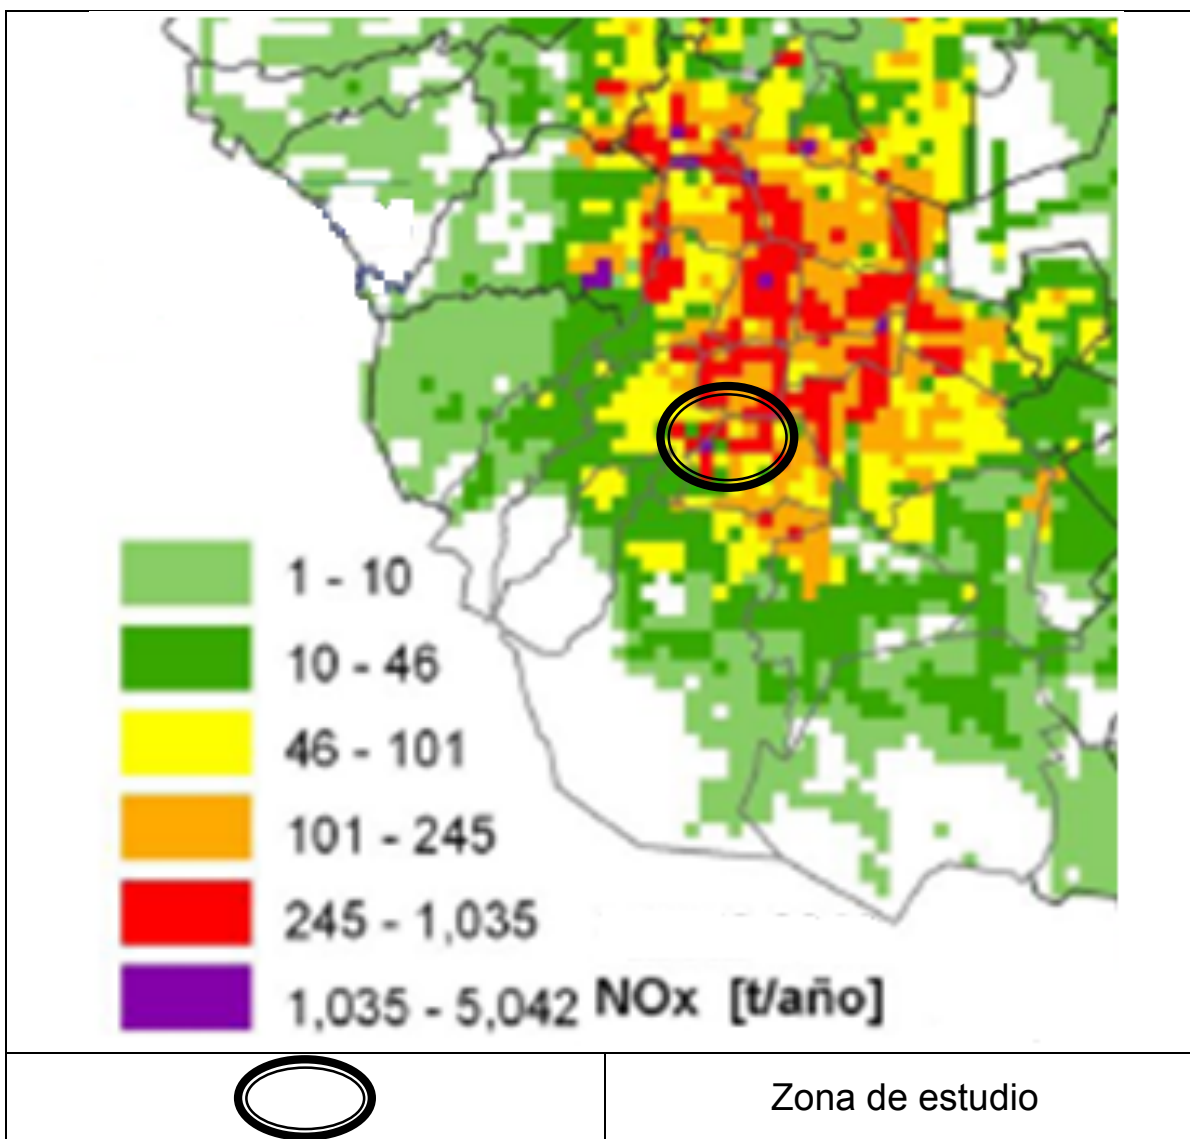 1 - 10
10 - 46
46 - 101
101 - 245
245 - 1,035
1,035 - 5,042 NOx [t/año]
Zona de estudio